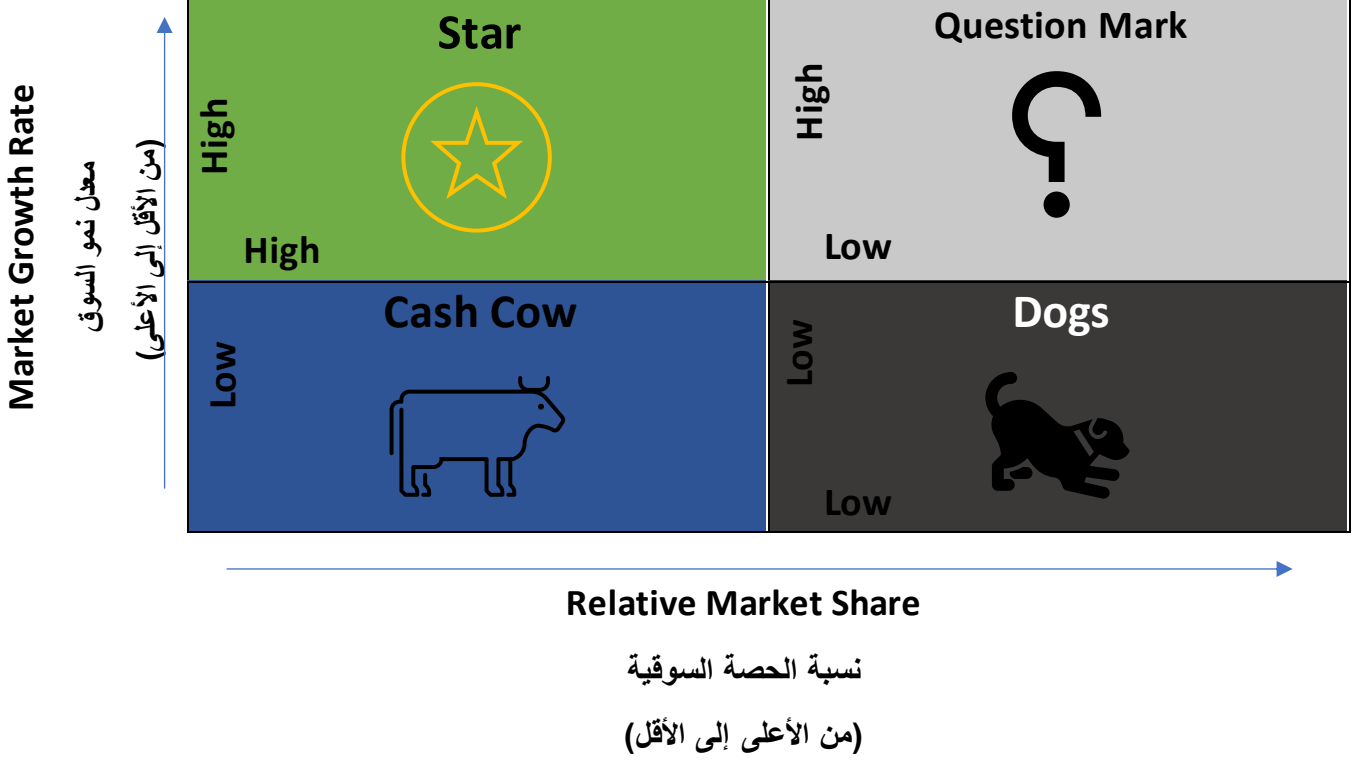 Market Growth Rate
معدل نمو السوق
(من الأقل إلى الأعلى)
Star
High
High
Question Mark
High
Low
Cash Cow
Low
Dogs
Low
Low
Relative Market Share
نسبة الحصة السوقية
(من الأعلى إلى الأقل)